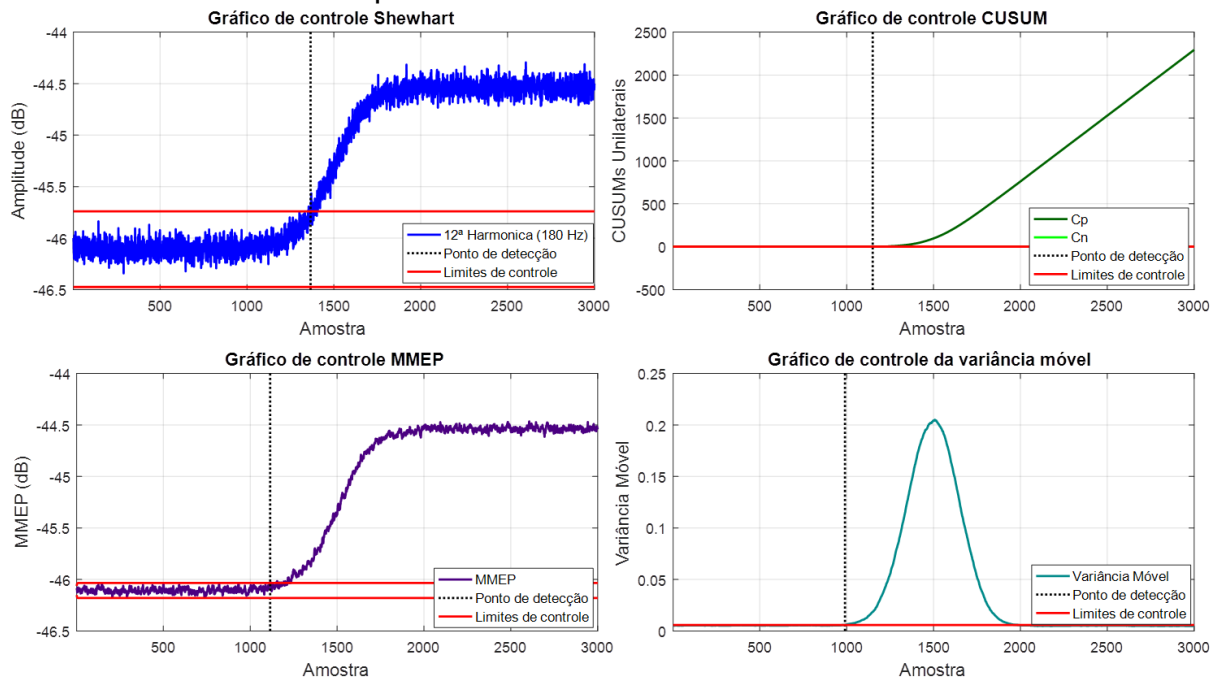 Gráfico de controle Shewhart
-44
-44.5
-45
-45.5
-46
-46.5
Amplitude (dB)
500
1000
1500
2000
2500
3000
Amostra
12ª Harmonica (180 Hz)
Ponto de detecção
Limites de controle
Gráfico de controle CUSUM
2500
2000
1500
1000
500
0
-500
CUSUMs Unilaterais
500
1000
1500
2000
2500
3000
Amostra
Cp
Cn
Ponto de detecção
Limites de controle
Gráfico de controle MMEP
-44
-44.5
-45
-45.5
-46
-46.5
MMEP (dB)
500
1000
1500
2000
2500
3000
Amostra
MMEP
Ponto de detecção
Limites de controle
Gráfico de controle da variância móvel
0.25
0.2
0.15
0.1
0.05
0
Variância Móvel
500
1000
1500
2000
2500
3000
Amostra
Variância Móvel
Ponto de detecção
Limites de controle